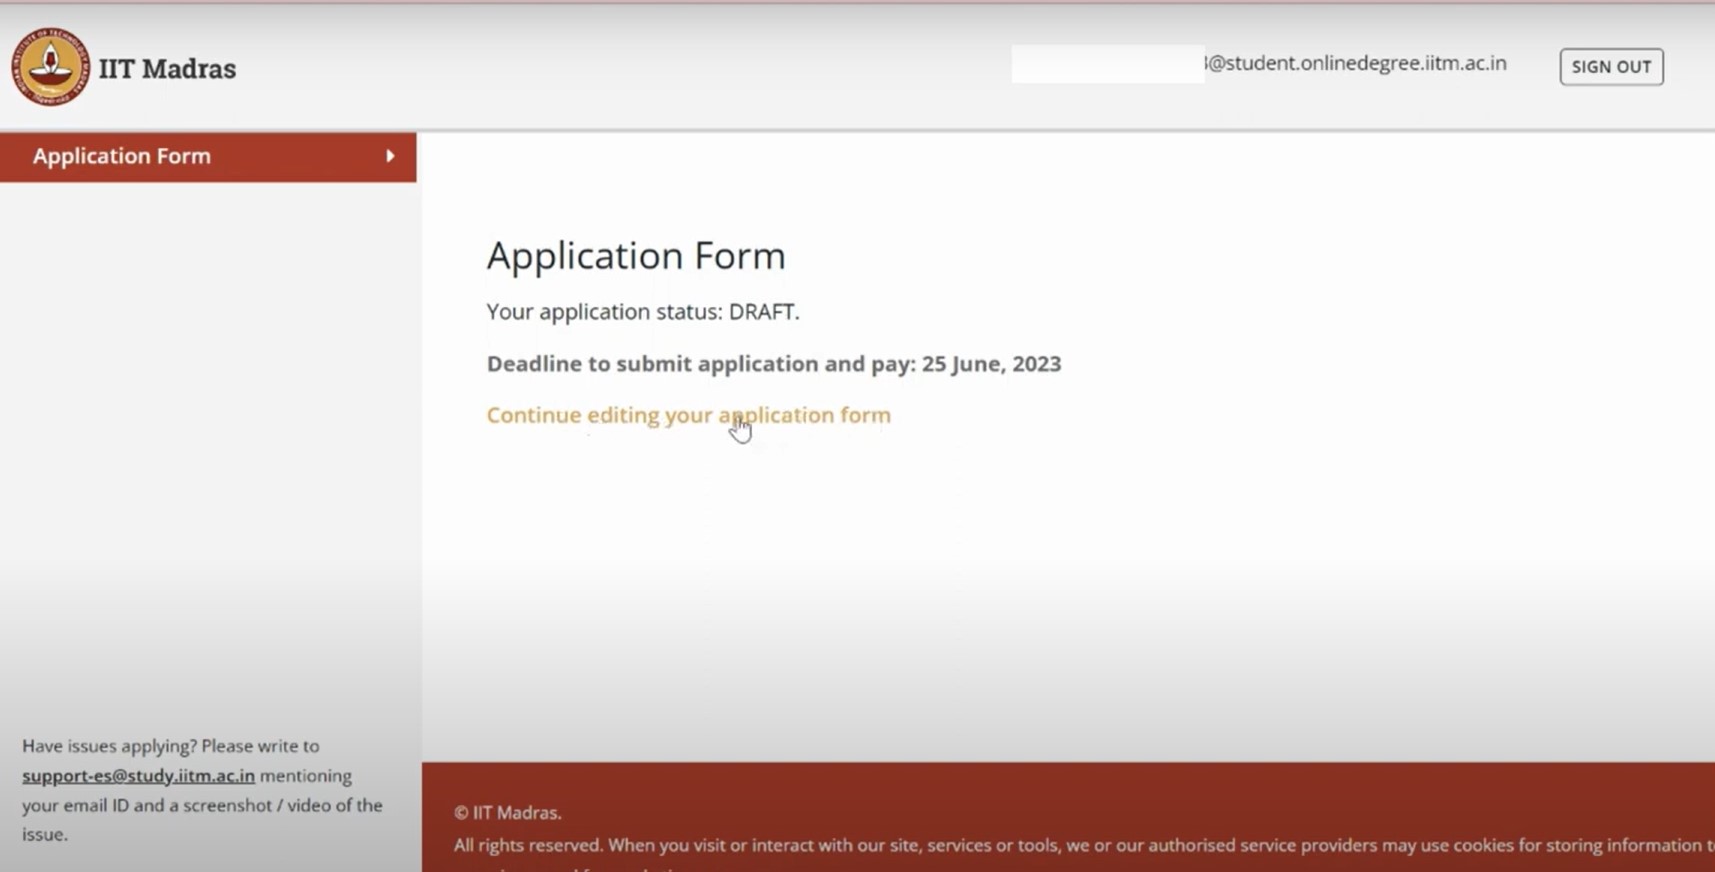 IIT Madras
@student.onlinedegree.iitm.ac.in
SIGN OUT
Application Form
Application Form
Your application status: DRAFT.
Deadline to submit application and pay: 25 June, 2023
Continue editing your application form
Have issues applying? Please write to
support-es@study.iitm.ac.in mentioning
your email ID and a screenshot / video of the
issue.
© IIT Madras.
All rights reserved. When you visit or interact with our site, services or tools, we or our authorised service providers may use cookies for storing information